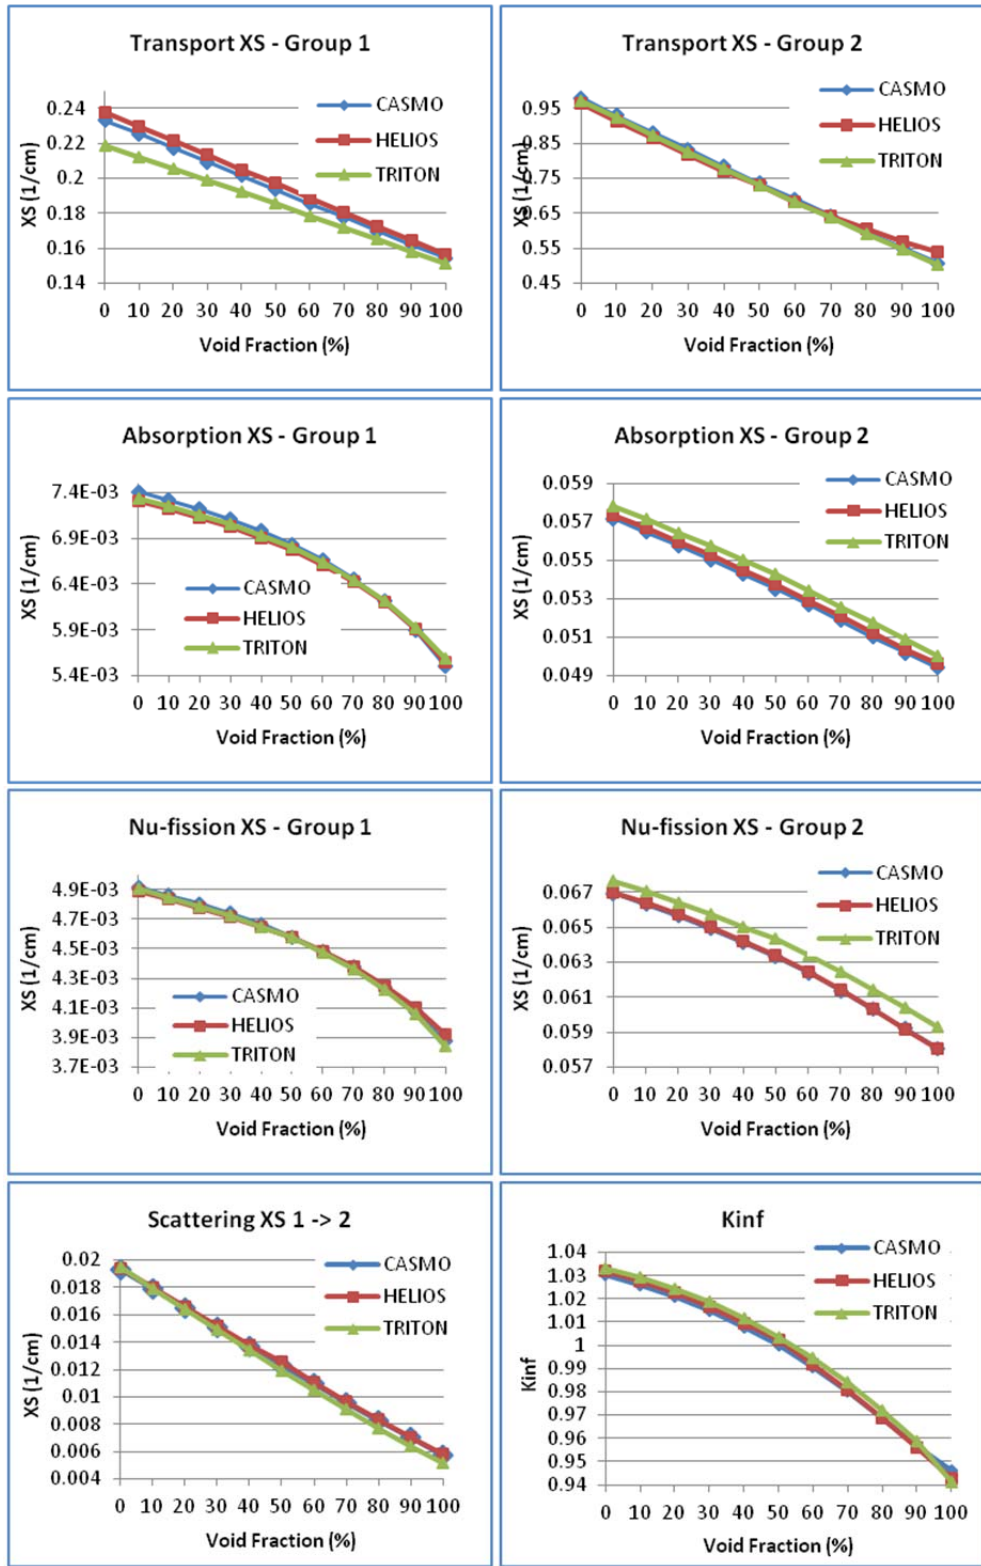 Transport XS - Group 1
CASMO
HELIOS
TRITON
XS (1/cm)
0.24
0.22
0.2
0.18
0.16
0.14
0 10 20 30 40 50 60 70 80 90 100
Void Fraction (%)
Transport XS - Group 2
CASMO
HELIOS
TRITON
XS (1/cm)
0.95
0.85
0.75
0.65
0.55
0.45
0 10 20 30 40 50 60 70 80 90 100
Void Fraction (%)
Absorption XS - Group 1
7.4E-03
6.9E-03
6.4E-03
5.9E-03
5.4E-03
XS (1/cm)
CASMO
HELIOS
TRITON
0 10 20 30 40 50 60 70 80 90 100
Void Fraction (%)
Absorption XS - Group 2
CASMO
HELIOS
TRITON
XS (1/cm)
0.059
0.057
0.055
0.053
0.051
0.049
0 10 20 30 40 50 60 70 80 90 100
Void Fraction (%)
Nu-fission XS - Group 1
4.9E-03
4.7E-03
4.5E-03
4.3E-03
4.1E-03
3.9E-03
3.7E-03
XS (1/cm)
CASMO
HELIOS
TRITON
0 10 20 30 40 50 60 70 80 90 100
Void Fraction (%)
Nu-fission XS - Group 2
CASMO
HELIOS
TRITON
XS (1/cm)
0.067
0.065
0.063
0.061
0.059
0.057
0 10 20 30 40 50 60 70 80 90 100
Void Fraction (%)
Scattering XS 1 -> 2
CASMO
HELIOS
TRITON
XS (1/cm)
0.02
0.018
0.016
0.014
0.012
0.01
0.008
0.006
0.004
0 10 20 30 40 50 60 70 80 90 100
Void Fraction (%)
Kinf
CASMO
HELIOS
TRITON
Kinf
1.04
1.03
1.02
1.01
1
0.99
0.98
0.97
0.96
0.95
0.94
0 10 20 30 40 50 60 70 80 90 100
Void Fraction (%)